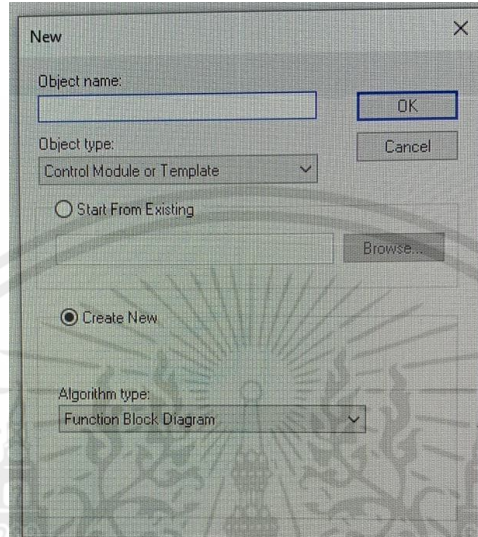 New
Object name:
OK
Object type:
Cancel
Control Module or Template
Start From Existing
Browse...
Create New
Algorithm type:
Function Block Diagram